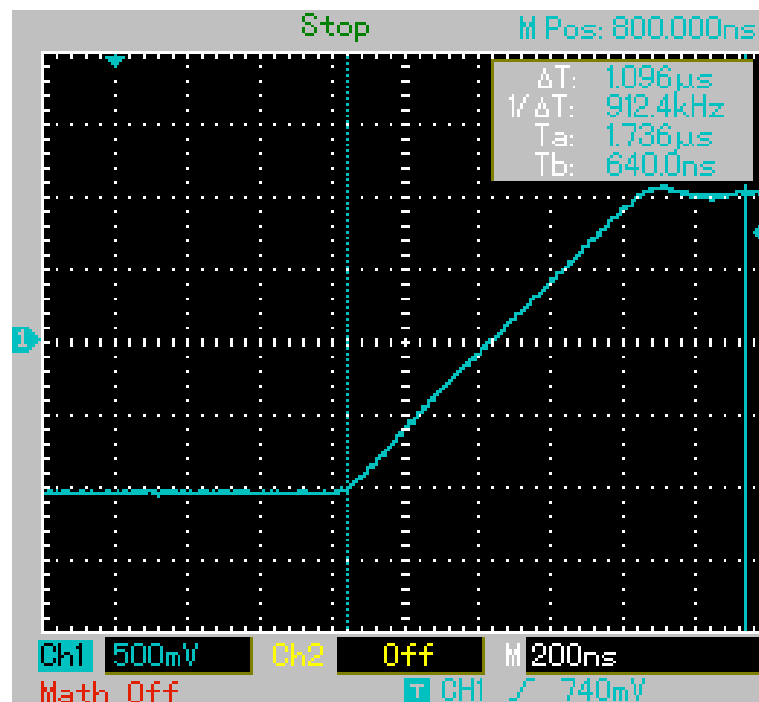 Stop M Pos: 800.000ns
ΔT: 1.096µs
1/ΔT: 912.4kHz
Ta: 1.736µs
Tb: 640.0ns
1
Ch1 500mV Ch2 Off M 200ns
Math Off T CH1 740mV